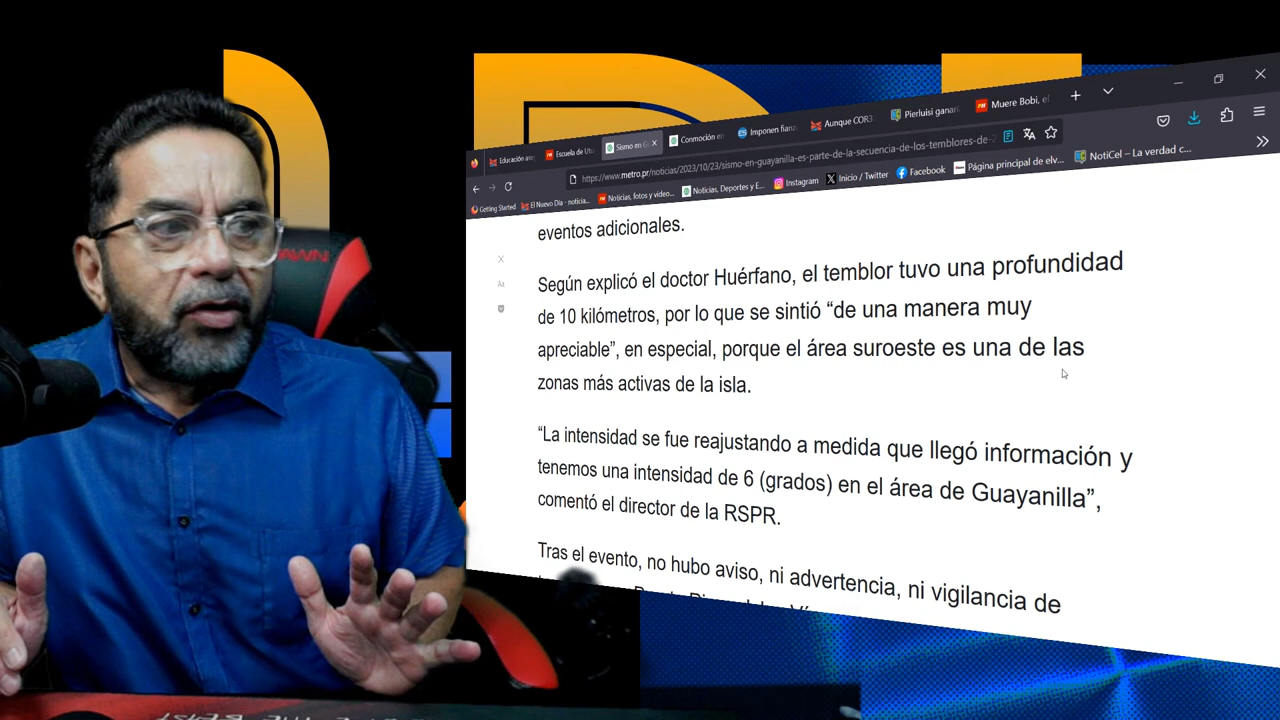 Educación
Escuela de Utu
Sismo en G
Conmoción en
Imponen fianza
Aunque COR3
Pierluisi ganar
Muere Bobi, el
https://www.metro.pr/noticias/2023/10/23/sismo-en-guayanilla-es-parte-de-la-secuencia-de-los-temblores-de-2
Getting Started
El Nuevo Día - noticia...
Noticias, fotos y video...
Noticias, Deportes y E...
Instagram
Inicio / Twitter
Facebook
Página principal de elv...
NotiCel – La verdad c...
eventos adicionales.
Según explicó el doctor Huérfano, el temblor tuvo una profundidad
de 10 kilómetros, por lo que se sintió “de una manera muy
apreciable”, en especial, porque el área suroeste es una de las
zonas más activas de la isla.
“La intensidad se fue reajustando a medida que llegó información y
tenemos una intensidad de 6 (grados) en el área de Guayanilla”,
comentó el director de la RSPR.
Tras el evento, no hubo aviso, ni advertencia, ni vigilancia de
AWN